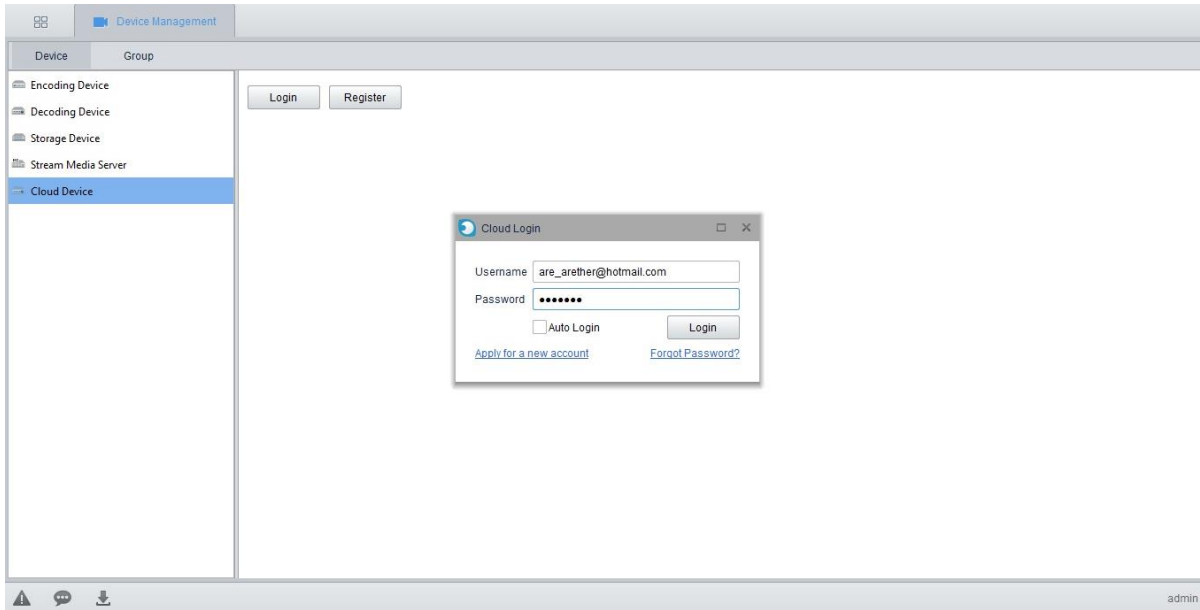 Device Management
Device Group
Encoding Device
Decoding Device
Storage Device
Stream Media Server
Cloud Device
Login Register
Cloud Login
Username are_arether@hotmail.com
Password •••••••
Auto Login Login
Apply for a new account Forgot Password?
admin